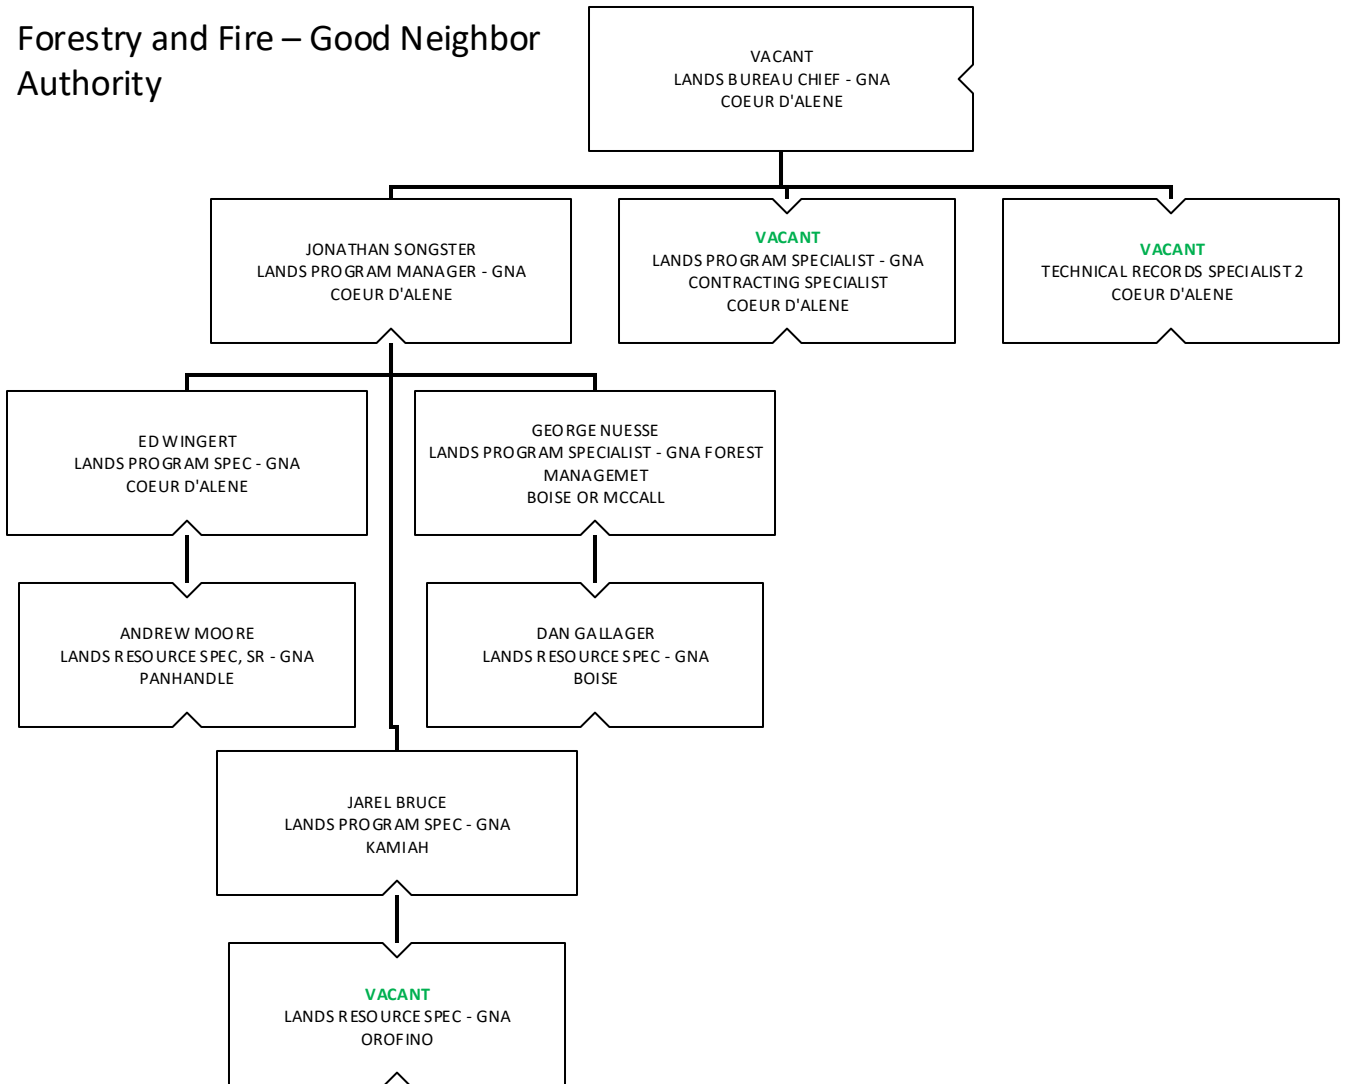 Forestry and Fire – Good Neighbor
Authority
VACANT
LANDS BUREAU CHIEF - GNA
COEUR D'ALENE
JONATHAN SONGSTER
LANDS PROGRAM MANAGER - GNA
COEUR D'ALENE
VACANT
LANDS PROGRAM SPECIALIST - GNA
CONTRACTING SPECIALIST
COEUR D'ALENE
VACANT
TECHNICAL RECORDS SPECIALIST 2
COEUR D'ALENE
ED WINGERT
LANDS PROGRAM SPEC - GNA
COEUR D'ALENE
GEORGE NUESSE
LANDS PROGRAM SPECIALIST - GNA FOREST
MANAGEMET
BOISE OR MCCALL
ANDREW MOORE
LANDS RESOURCE SPEC, SR - GNA
PANHANDLE
DAN GALLAGER
LANDS RESOURCE SPEC - GNA
BOISE
JAREL BRUCE
LANDS PROGRAM SPEC - GNA
KAMIAH
VACANT
LANDS RESOURCE SPEC - GNA
OROFINO